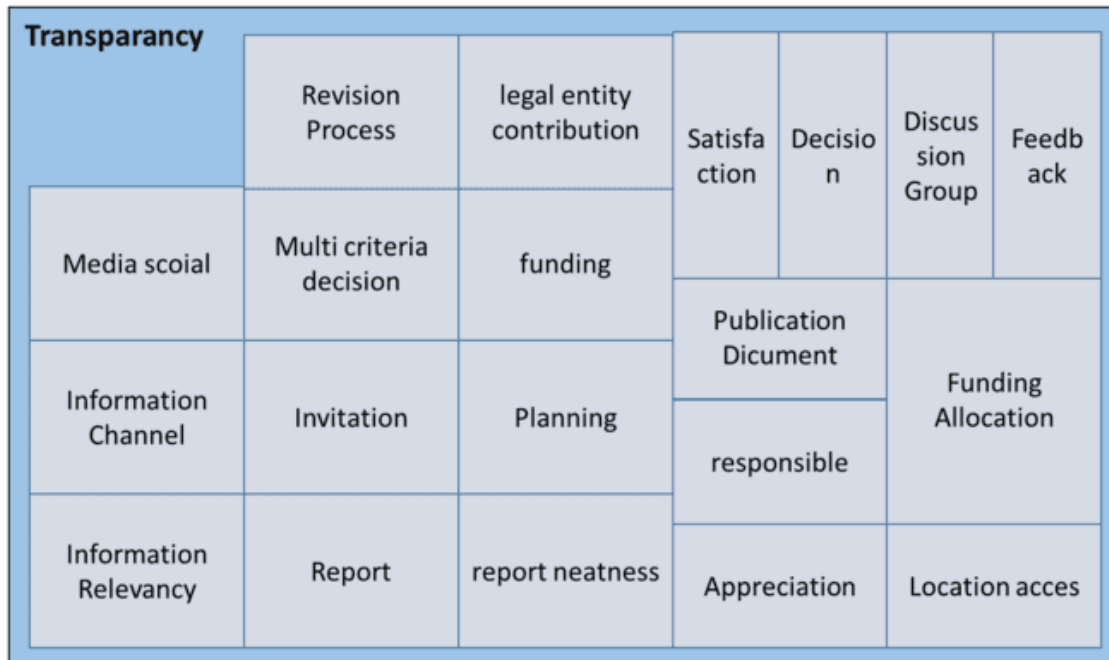 Transparancy
Revision
Process
legal entity
contribution
Satisfa
ction
Decisio
n
Discus
sion
Group
Feedb
ack
Media scoial
Multi criteria
decision
funding
Publication
Dicument
Funding
Allocation
Information
Channel
Invitation
Planning
responsible
Information
Relevancy
Report
report neatness
Appreciation
Location acces